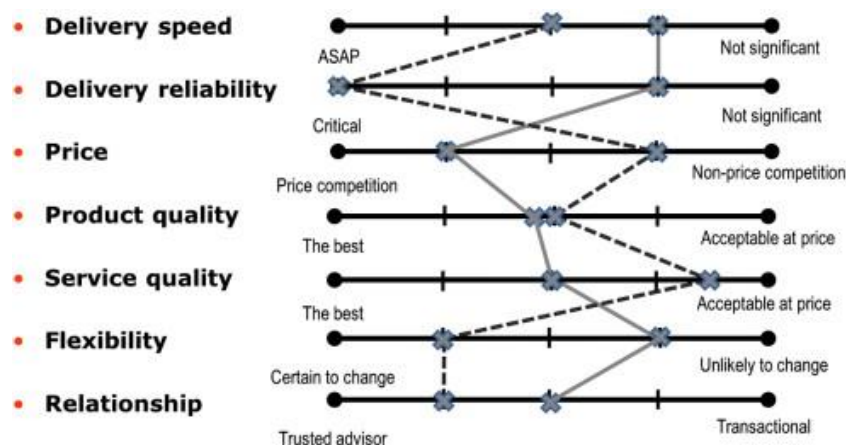 Delivery speed
ASAP
Not significant
Delivery reliability
Critical
Not significant
Price
Price competition
Non-price competition
Product quality
The best
Acceptable at price
Service quality
The best
Acceptable at price
Flexibility
Certain to change
Unlikely to change
Relationship
Trusted advisor
Transactional